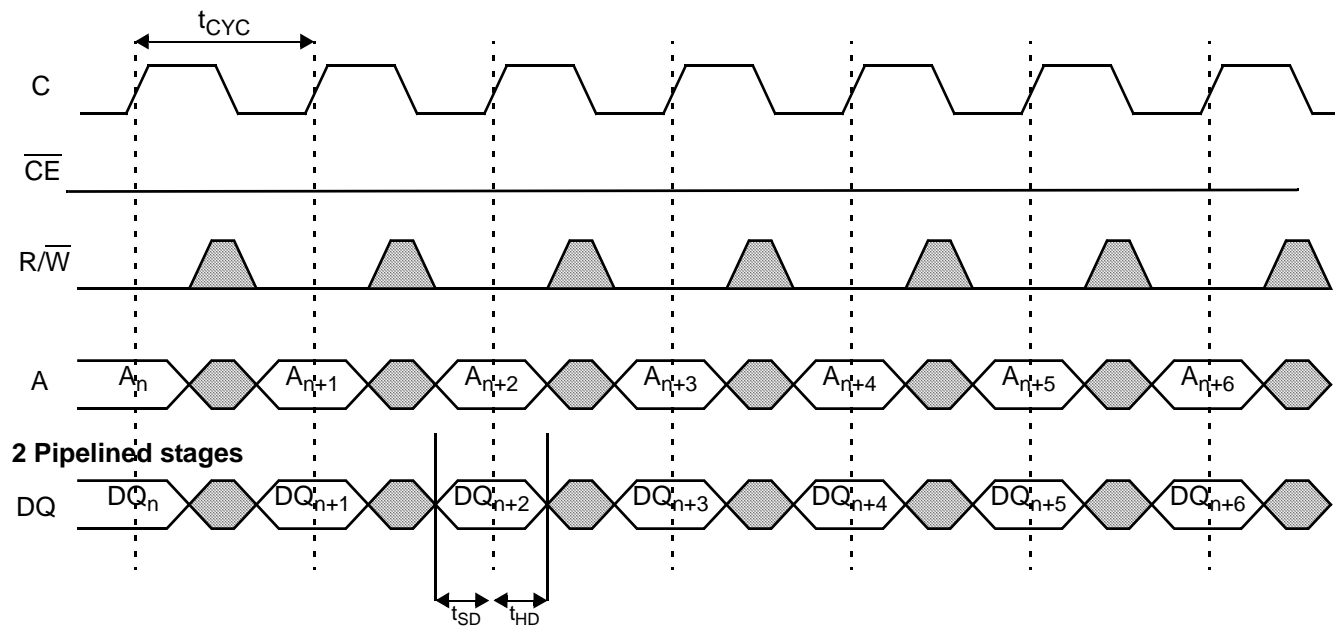 tCYC
C
C̅E̅
R/W̅
A An An+1 An+2 An+3 An+4 An+5 An+6
2 Pipelined stages
DQ DQn DQn+1 DQn+2 DQn+3 DQn+4 DQn+5 DQn+6
tSD tHD